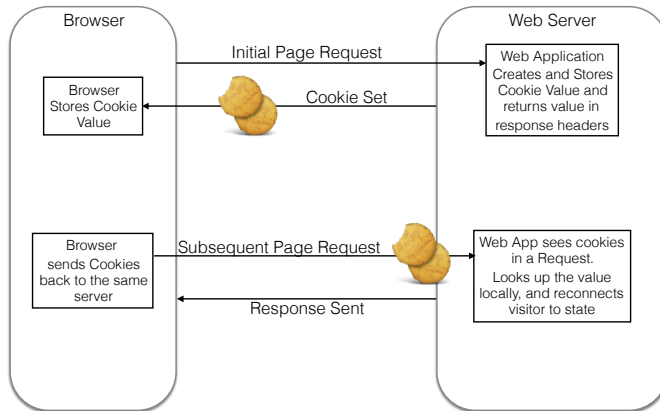 Browser
Web Server
Initial Page Request
Web Application
Creates and Stores
Cookie Value and
returns value in
response headers
Browser
Stores Cookie
Value
Cookie Set
Browser
sends Cookies
back to the same
server
Subsequent Page Request
Web App sees cookies
in a Request.
Looks up the value
locally, and reconnects
visitor to state
Response Sent